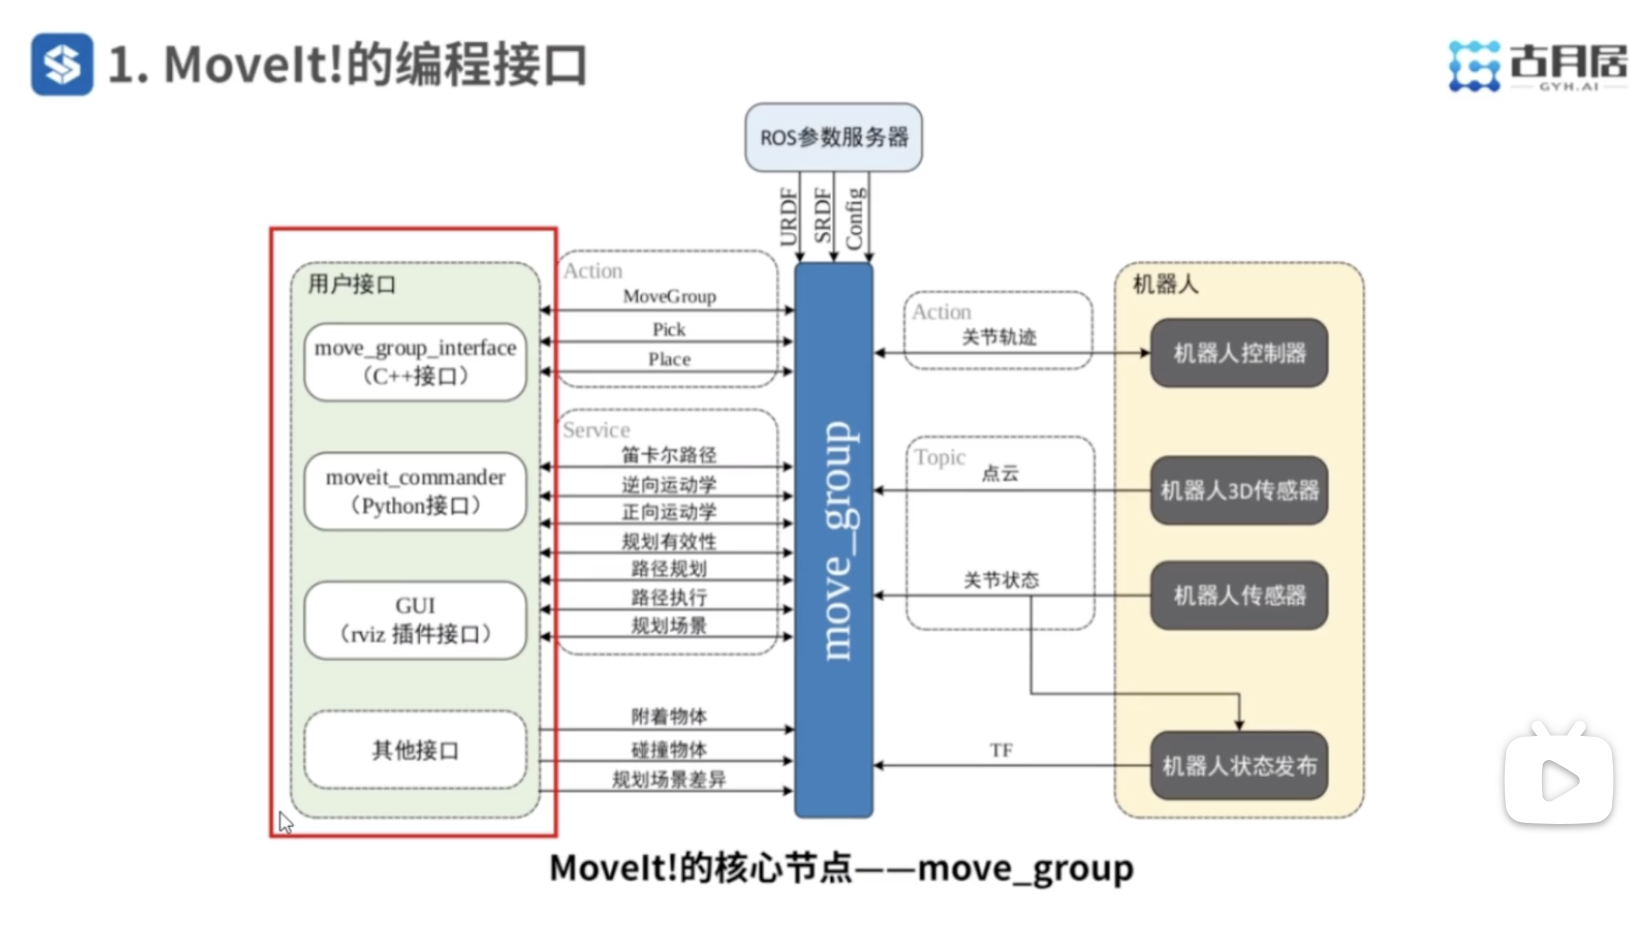 1. MoveIt!的编程接口
古月居
GYH.AI
ROS参数服务器
URDF
SRDF
Config
用户接口
move_group_interface
（C++接口）
moveit_commander
（Python接口）
GUI
（rviz 插件接口）
其他接口
Action
MoveGroup
Pick
Place
Service
笛卡尔路径
逆向运动学
正向运动学
规划有效性
路径规划
路径执行
规划场景
附着物体
碰撞物体
规划场景差异
move_group
Action
关节轨迹
Topic
点云
关节状态
TF
机器人
机器人控制器
机器人3D传感器
机器人传感器
机器人状态发布
MoveIt!的核心节点——move_group